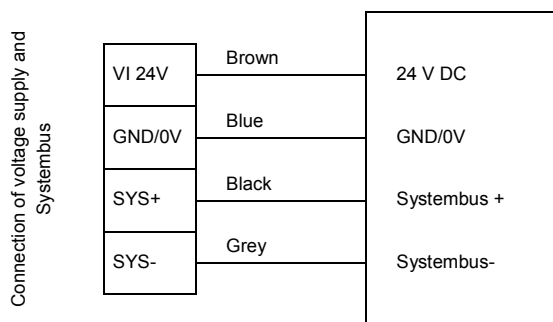 Connection of voltage supply and
Systembus
VI 24V
Brown
24 V DC
GND/0V
Blue
GND/0V
SYS+
Black
Systembus +
SYS-
Grey
Systembus-